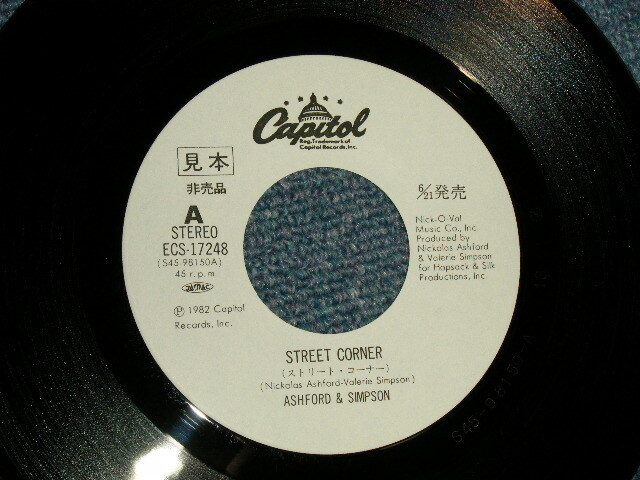 Capitol
Reg. Trademark of
Capitol Records, Inc.
見本
非売品
A
STEREO
ECS-17248
(S45-98150A)
45 r.p.m.
JASRAC
Ⓟ 1982 Capitol
Records, Inc.
6/21発売
Nick-O-Val
Music Co., Inc.
Produced by
Nickolas Ashford
& Valerie Simpson
for Hopsack & Silk
Productions, Inc.
STREET CORNER
(ストリート・コーナー)
(Nickolas Ashford-Valerie Simpson)
ASHFORD & SIMPSON